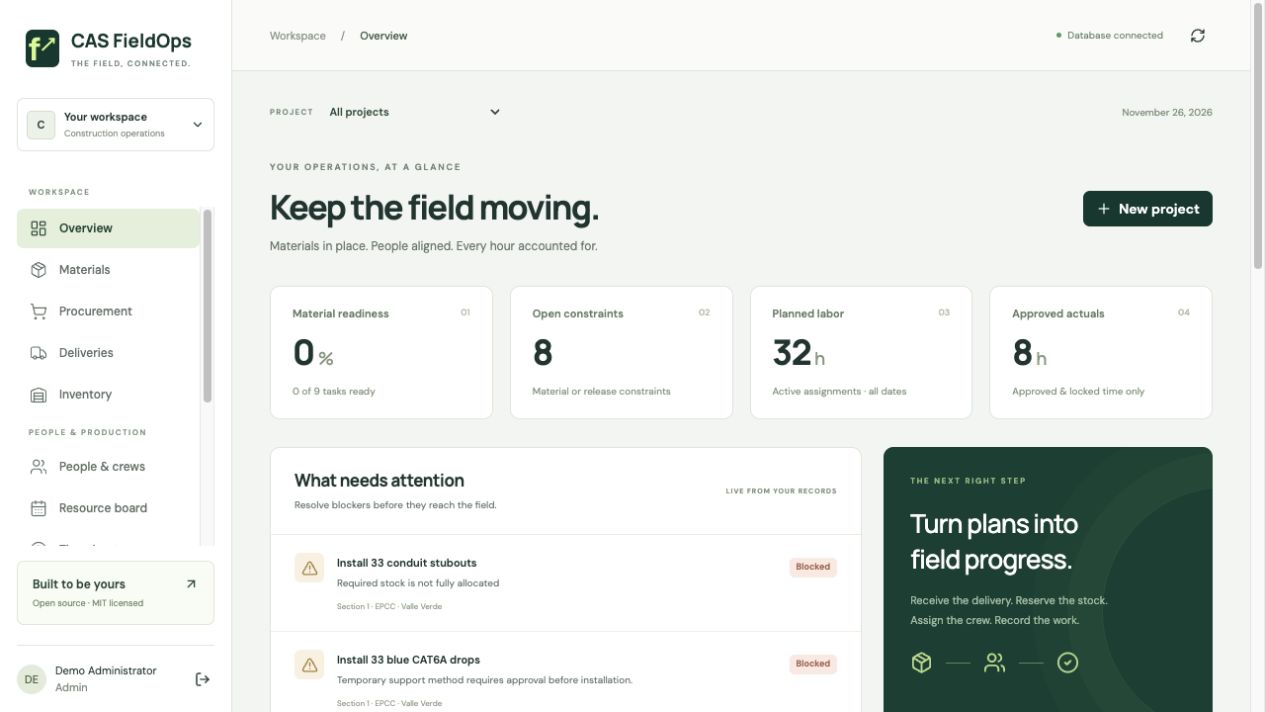 CAS FieldOps
THE FIELD, CONNECTED.
C
Your workspace
Construction operations
WORKSPACE
Overview
Materials
Procurement
Deliveries
Inventory
PEOPLE & PRODUCTION
People & crews
Resource board
Built to be yours
Open source · MIT licensed
DE
Demo Administrator
Admin
Workspace / Overview
Database connected
PROJECT All projects
November 26, 2026
YOUR OPERATIONS, AT A GLANCE
Keep the field moving.
Materials in place. People aligned. Every hour accounted for.
+ New project
Material readiness 01
0 %
0 of 9 tasks ready
Open constraints 02
8
Material or release constraints
Planned labor 03
32 h
Active assignments · all dates
Approved actuals 04
8 h
Approved & locked time only
What needs attention
Resolve blockers before they reach the field.
LIVE FROM YOUR RECORDS
Install 33 conduit stubouts
Required stock is not fully allocated
Section 1 · EPCC · Valle Verde
Blocked
Install 33 blue CAT6A drops
Temporary support method requires approval before installation.
Section 1 · EPCC · Valle Verde
Blocked
THE NEXT RIGHT STEP
Turn plans into
field progress.
Receive the delivery. Reserve the stock.
Assign the crew. Record the work.